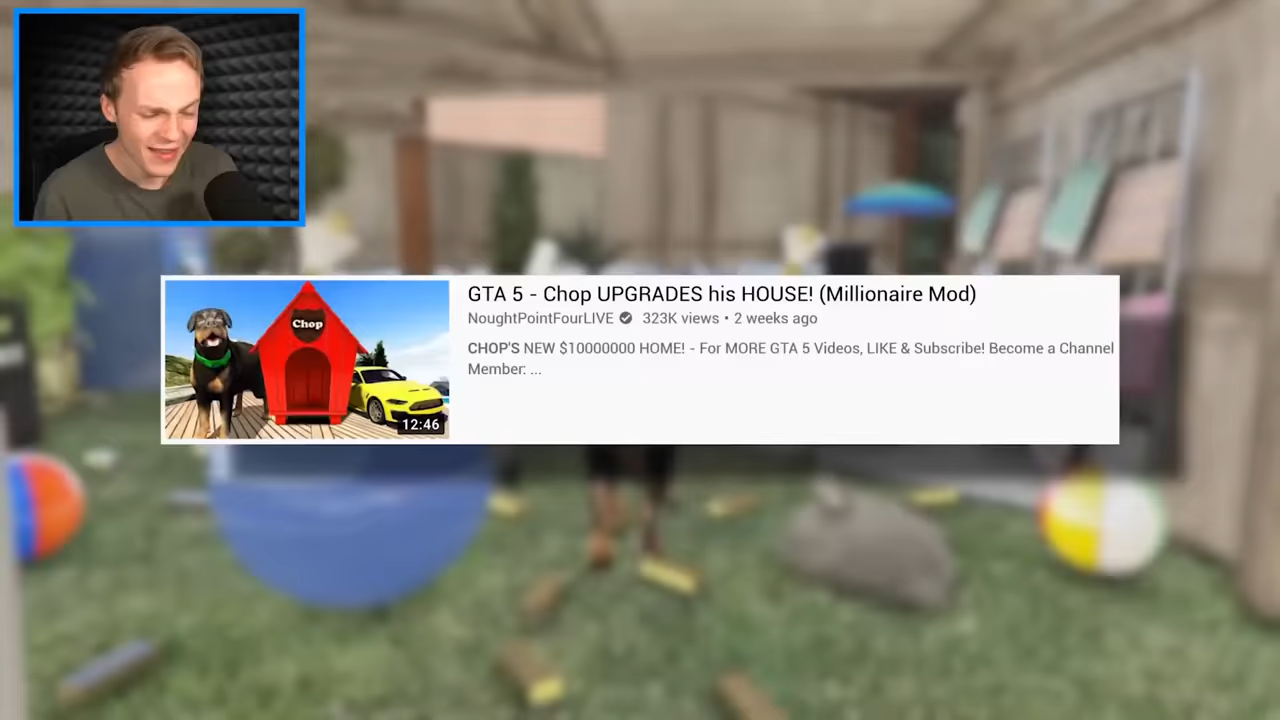 GTA 5 - Chop UPGRADES his HOUSE! (Millionaire Mod)
NoughtPointFourLIVE 323K views • 2 weeks ago
CHOP'S NEW $10000000 HOME! - For MORE GTA 5 Videos, LIKE & Subscribe! Become a Channel
Member: ...
Chop
12:46